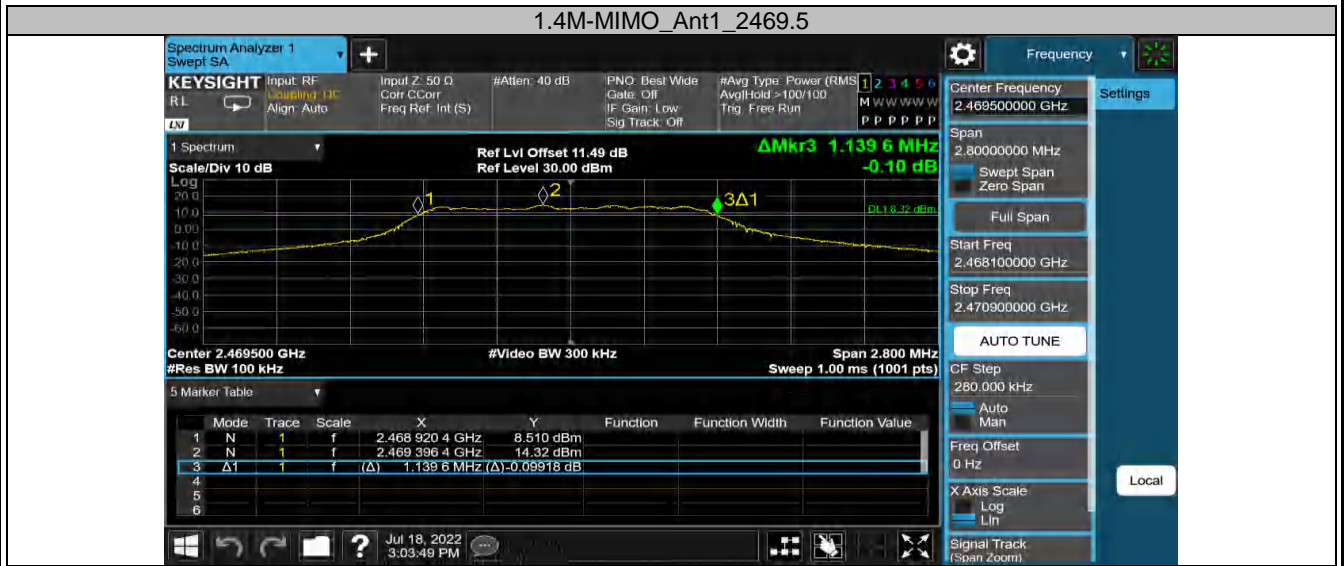 1.4M-MIMO_Ant1_2469.5
Spectrum Analyzer 1
Swept SA
+
Frequency
KEYSIGHT
RL
LXI
Input: RF
Coupling: DC
Align: Auto
Input Z: 50 Ω
Corr CCorr
Freq Ref: Int (S)
#Atten: 40 dB
PNO: Best Wide
Gate: Off
IF Gain: Low
Sig Track: Off
#Avg Type: Power (RMS
Avg|Hold:>100/100
Trig: Free Run
1 2 3 4 5 6
M W W W W W
P P P P P P
1 Spectrum
Scale/Div 10 dB
Ref Lvl Offset 11.49 dB
Ref Level 30.00 dBm
ΔMkr3 1.139 6 MHz
-0.10 dB
Log
20.0
10.0
0.00
-10.0
-20.0
-30.0
-40.0
-50.0
-60.0
1
2
3Δ1
DL1 8.32 dBm
Center 2.469500 GHz
#Video BW 300 kHz
Span 2.800 MHz
#Res BW 100 kHz
Sweep 1.00 ms (1001 pts)
5 Marker Table
Mode Trace Scale X Y Function Function Width Function Value
1 N 1 f 2.468 920 4 GHz 8.510 dBm
2 N 1 f 2.469 396 4 GHz 14.32 dBm
3 Δ1 1 f (Δ) 1.139 6 MHz (Δ) -0.09918 dB
4
5
6
Jul 18, 2022
3:03:49 PM
Center Frequency
2.469500000 GHz
Settings
Span
2.80000000 MHz
Swept Span
Zero Span
Full Span
Start Freq
2.468100000 GHz
Stop Freq
2.470900000 GHz
AUTO TUNE
CF Step
280.000 kHz
Auto
Man
Freq Offset
0 Hz
X Axis Scale
Log
Lin
Signal Track
(Span Zoom)
Local